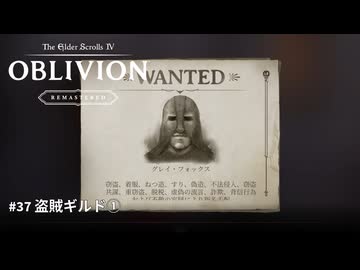 The Elder Scrolls IV
OBLIVION
REMASTERED
WANTED
グレイ・フォックス
窃盗、着服、ねつ造、すり、偽造、不法侵入、窃盗
共謀、重窃盗、脱税、虚偽の流言、詐欺、背信行為
#37 盗賊ギルド①